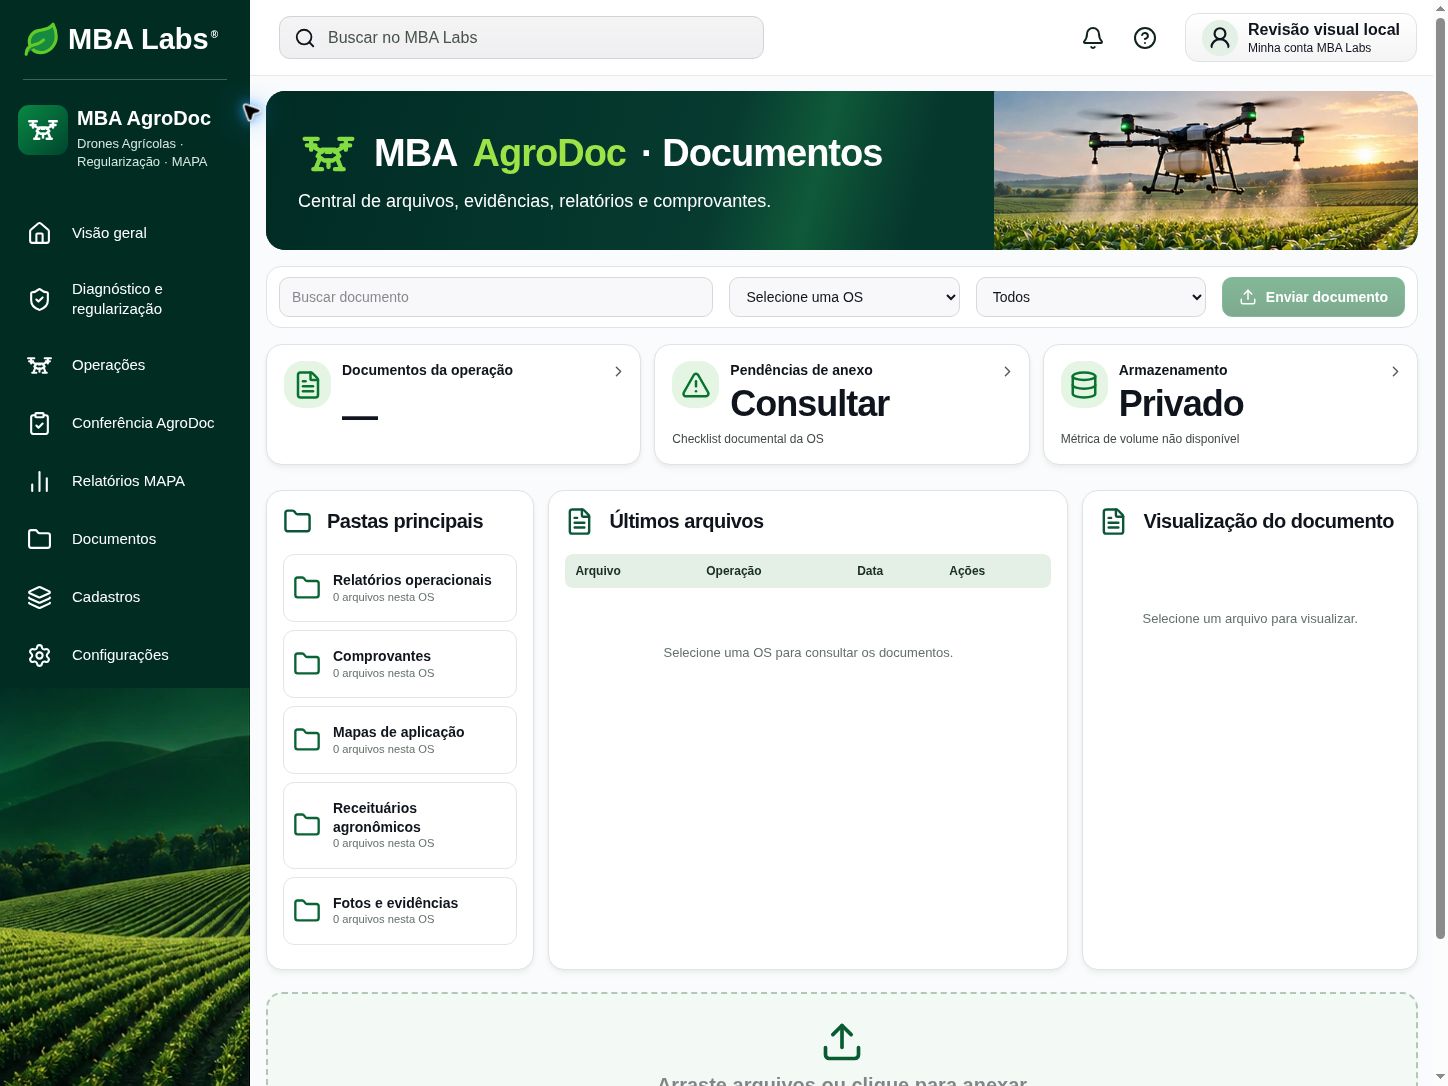 MBA Labs®
Buscar no MBA Labs
Revisão visual local
Minha conta MBA Labs
MBA AgroDoc
Drones Agrícolas ·
Regularização · MAPA
Visão geral
Diagnóstico e
regularização
Operações
Conferência AgroDoc
Relatórios MAPA
Documentos
Cadastros
Configurações
MBA AgroDoc · Documentos
Central de arquivos, evidências, relatórios e comprovantes.
Buscar documento
Selecione uma OS
Todos
Enviar documento
Documentos da operação
—
Pendências de anexo
Consultar
Checklist documental da OS
Armazenamento
Privado
Métrica de volume não disponível
Pastas principais
Relatórios operacionais
0 arquivos nesta OS
Comprovantes
0 arquivos nesta OS
Mapas de aplicação
0 arquivos nesta OS
Receituários
agronômicos
0 arquivos nesta OS
Fotos e evidências
0 arquivos nesta OS
Últimos arquivos
Arquivo Operação Data Ações
Selecione uma OS para consultar os documentos.
Visualização do documento
Selecione um arquivo para visualizar.
Arraste arquivos ou clique para anexar